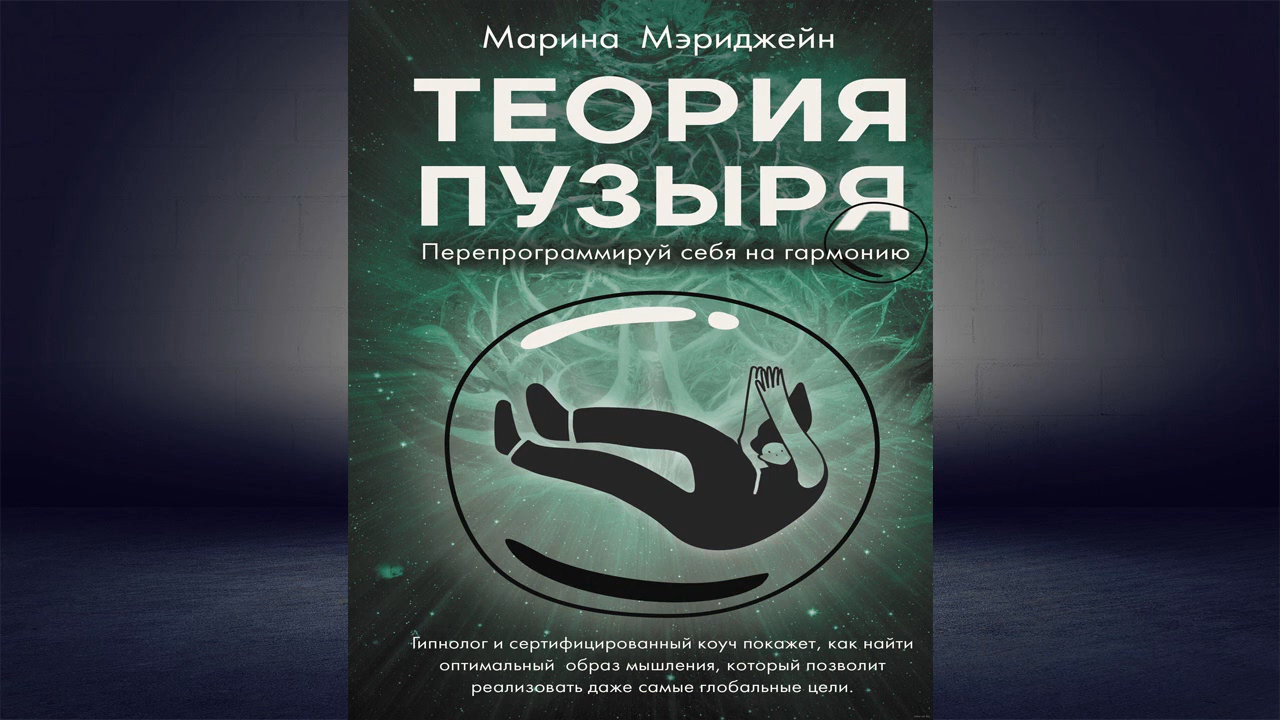 Марина Мэриджейн
ТЕОРИЯ
ПУЗЫРЯ
Перепрограммируй себя на гармонию
Гипнолог и сертифицированный коуч покажет, как найти
оптимальный образ мышления, который позволит
реализовать даже самые глобальные цели.